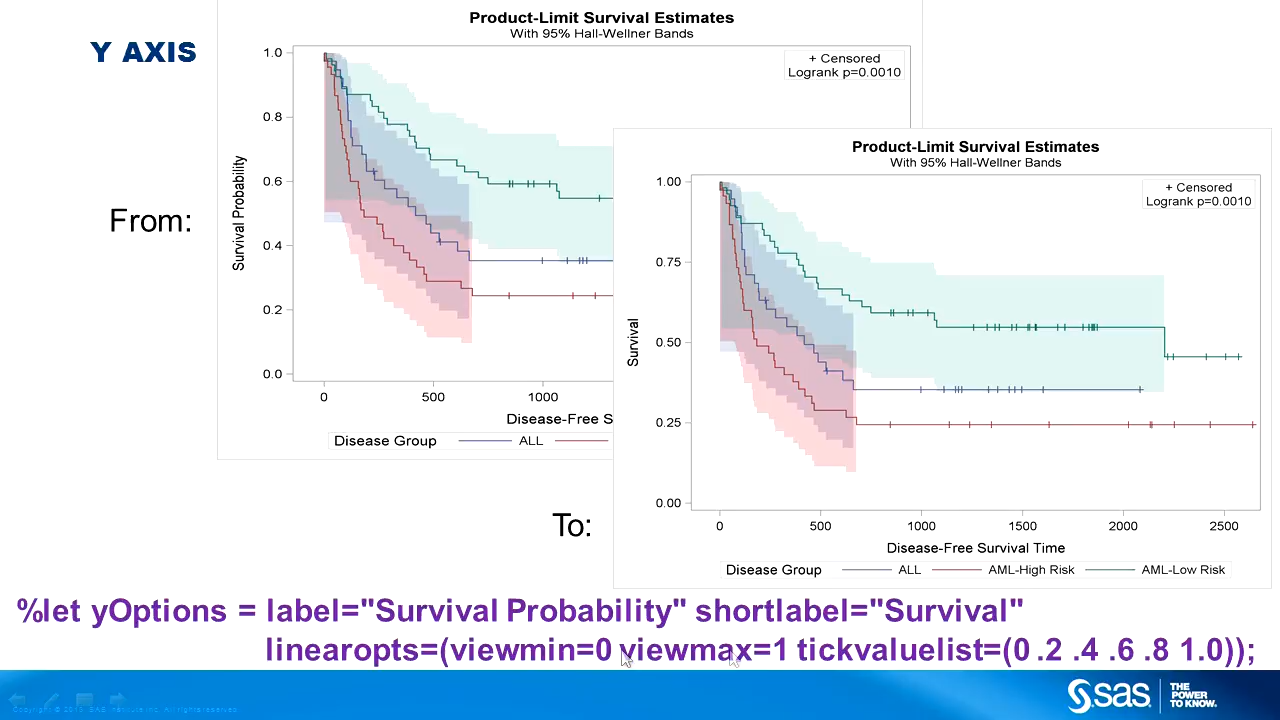 Y AXIS
Product-Limit Survival Estimates
With 95% Hall-Wellner Bands
+ Censored
Logrank p=0.0010
1.0
0.8
0.6
0.4
0.2
0.0
Survival Probability
0 500 1000
Disease-Free S
Disease Group ALL
From:
Product-Limit Survival Estimates
With 95% Hall-Wellner Bands
+ Censored
Logrank p=0.0010
1.00
0.75
0.50
0.25
0.00
Survival
0 500 1000 1500 2000 2500
Disease-Free Survival Time
Disease Group ALL AML-High Risk AML-Low Risk
To:
%let yOptions = label="Survival Probability" shortlabel="Survival"
linearopts=(viewmin=0 viewmax=1 tickvaluelist=(0 .2 .4 .6 .8 1.0));
sas
THE
POWER
TO KNOW.